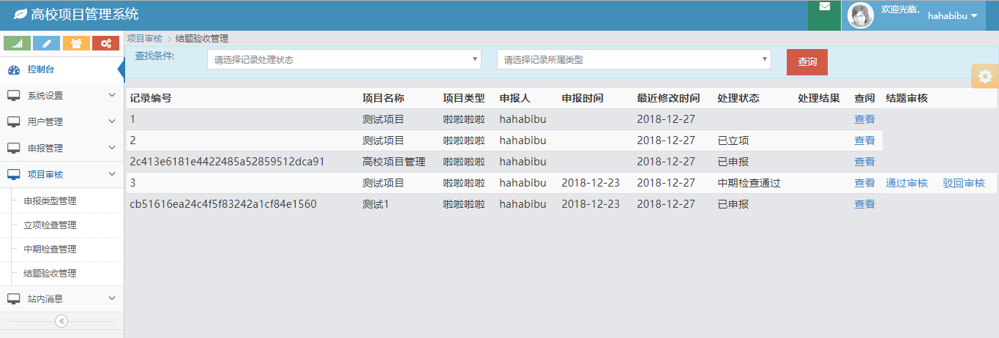 高校项目管理系统
欢迎光临,
hahabibu
项目审核 > 结题验收管理
查找条件:
请选择记录处理状态
请选择记录所属类型
查询
控制台
系统设置
用户管理
申报管理
项目审核
申报类型管理
立项检查管理
中期检查管理
结题验收管理
站内消息
记录编号 项目名称 项目类型 申报人 申报时间 最近修改时间 处理状态 处理结果 查阅 结题审核
1 测试项目 啦啦啦啦 hahabibu 2018-12-27 查看
2 测试项目 啦啦啦啦 hahabibu 2018-12-27 已立项 查看
2c413e6181e4422485a52859512dca91 高校项目管理 啦啦啦啦 hahabibu 2018-12-27 已申报 查看
3 测试项目 啦啦啦啦 hahabibu 2018-12-23 2018-12-27 中期检查通过 查看 通过审核 驳回审核
cb51616ea24c4f5f83242a1cf84e1560 测试1 啦啦啦啦 hahabibu 2018-12-23 2018-12-27 已申报 查看